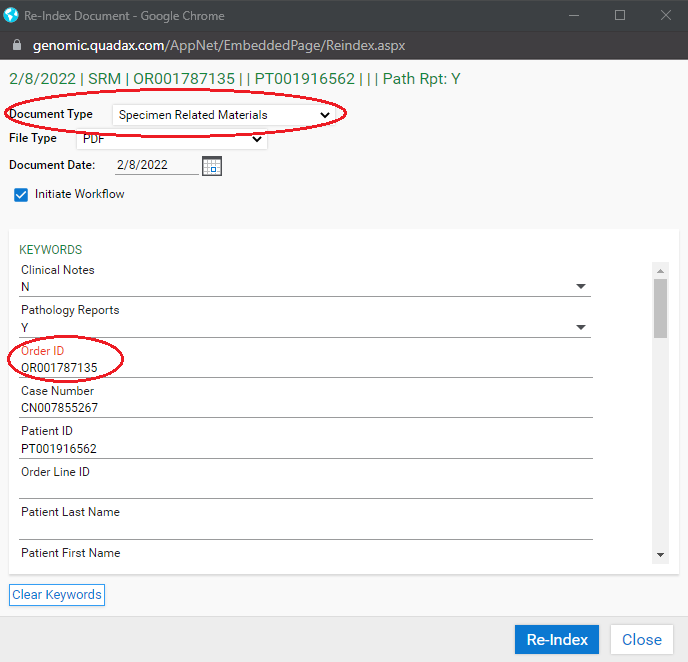 Re-Index Document - Google Chrome
genomic.quadax.com/AppNet/EmbeddedPage/Reindex.aspx
2/8/2022 | SRM | OR001787135 | | PT001916562 | | | Path Rpt: Y
Document Type Specimen Related Materials
File Type PDF
Document Date: 2/8/2022
Initiate Workflow
KEYWORDS
Clinical Notes
N
Pathology Reports
Y
Order ID
OR001787135
Case Number
CN007855267
Patient ID
PT001916562
Order Line ID
Patient Last Name
Patient First Name
Clear Keywords
Re-Index Close